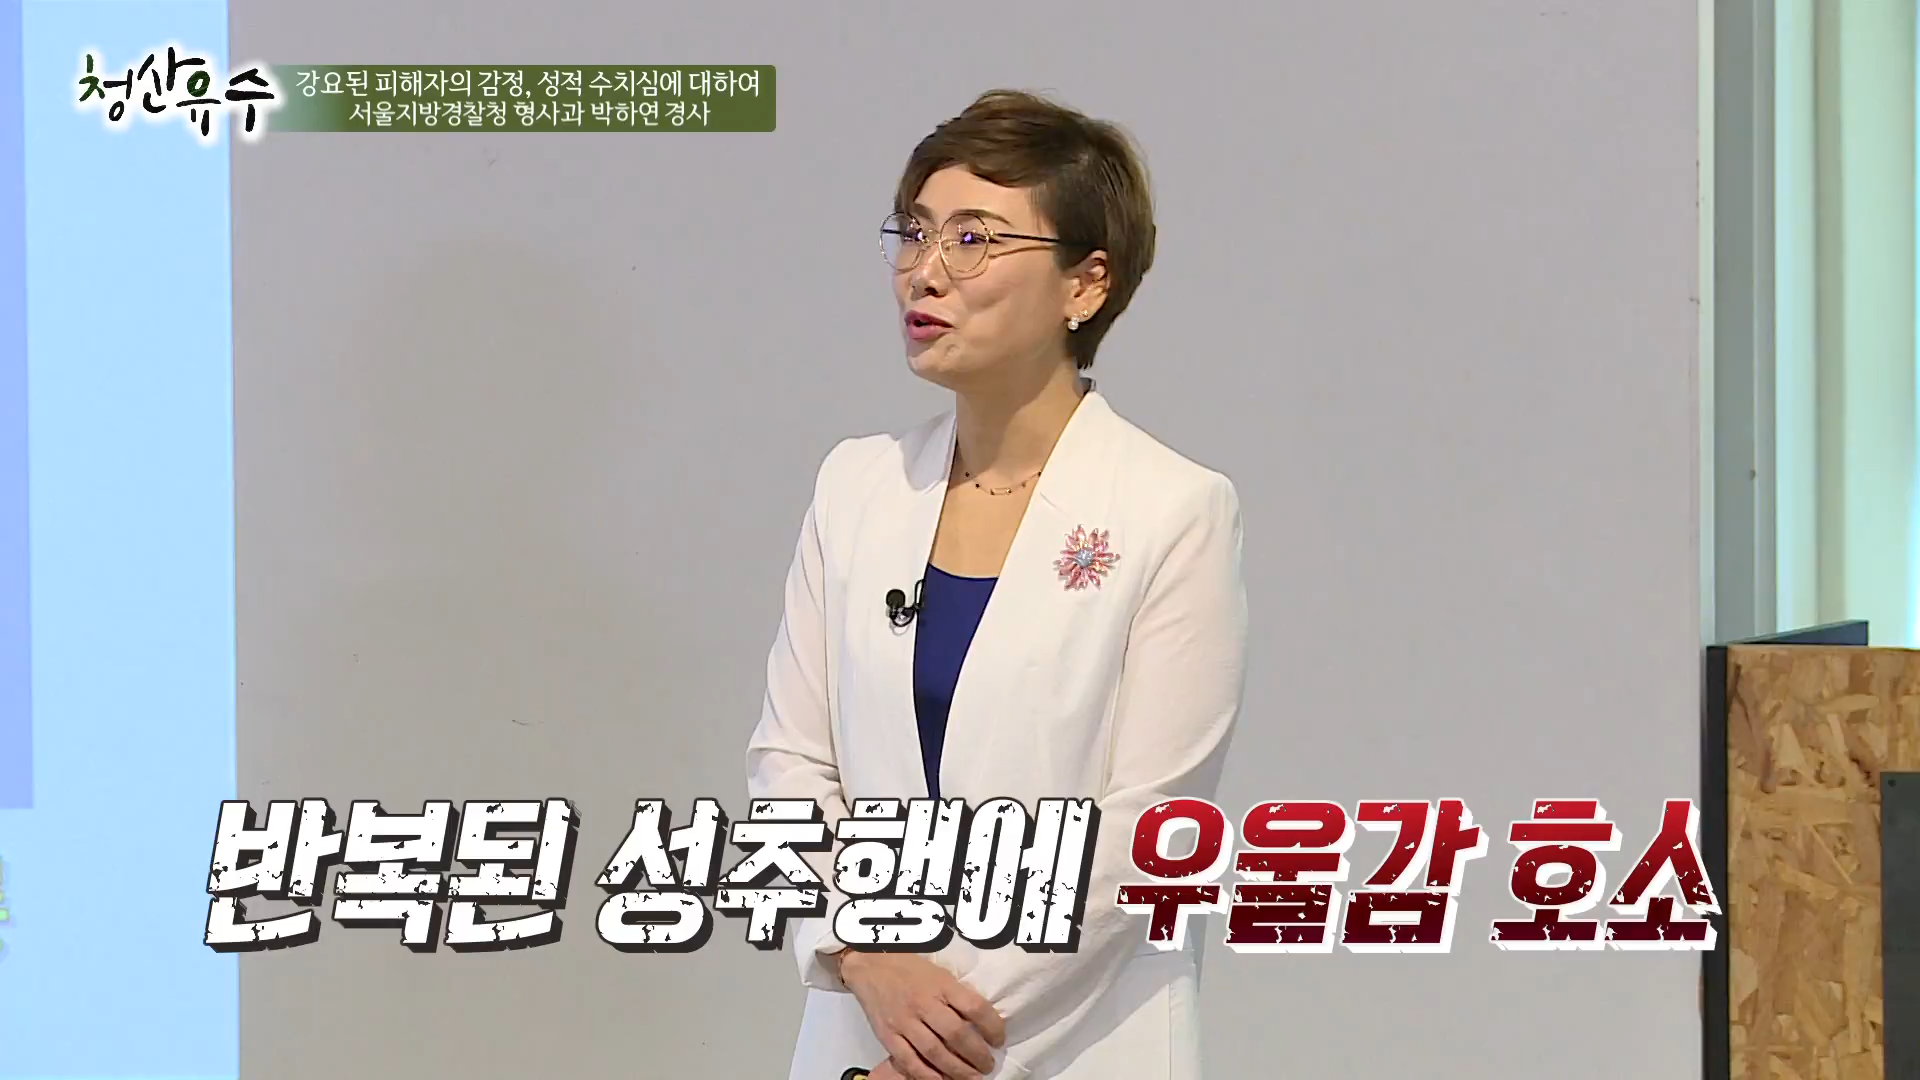 청산유수
강요된 피해자의 감정, 성적 수치심에 대하여
서울지방경찰청 형사과 박하연 경사
반복된 성추행에 우울감 호소